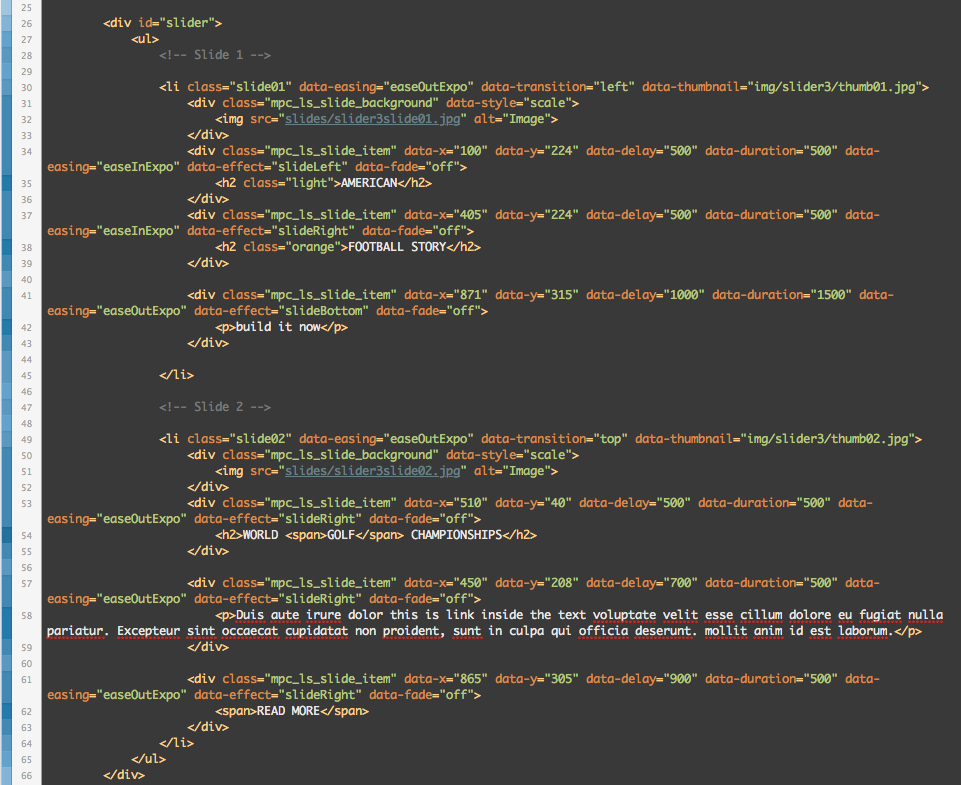 25
26 <div id="slider">
27 <ul>
28 <!-- Slide 1 -->
29
30 <li class="slide01" data-easing="easeOutExpo" data-transition="left" data-thumbnail="img/slider3/thumb01.jpg">
31 <div class="mpc_ls_slide_background" data-style="scale">
32 <img src="slides/slider3slide01.jpg" alt="Image">
33 </div>
34 <div class="mpc_ls_slide_item" data-x="100" data-y="224" data-delay="500" data-duration="500" data-
easing="easeInExpo" data-effect="slideLeft" data-fade="off">
35 <h2 class="light">AMERICAN</h2>
36 </div>
37 <div class="mpc_ls_slide_item" data-x="405" data-y="224" data-delay="500" data-duration="500" data-
easing="easeInExpo" data-effect="slideRight" data-fade="off">
38 <h2 class="orange">FOOTBALL STORY</h2>
39 </div>
40
41 <div class="mpc_ls_slide_item" data-x="871" data-y="315" data-delay="1000" data-duration="1500" data-
easing="easeOutExpo" data-effect="slideBottom" data-fade="off">
42 <p>build it now</p>
43 </div>
44
45 </li>
46
47 <!-- Slide 2 -->
48
49 <li class="slide02" data-easing="easeOutExpo" data-transition="top" data-thumbnail="img/slider3/thumb02.jpg">
50 <div class="mpc_ls_slide_background" data-style="scale">
51 <img src="slides/slider3slide02.jpg" alt="Image">
52 </div>
53 <div class="mpc_ls_slide_item" data-x="510" data-y="40" data-delay="500" data-duration="500" data-
easing="easeOutExpo" data-effect="slideRight" data-fade="off">
54 <h2>WORLD <span>GOLF</span> CHAMPIONSHIPS</h2>
55 </div>
56
57 <div class="mpc_ls_slide_item" data-x="450" data-y="208" data-delay="700" data-duration="500" data-
easing="easeOutExpo" data-effect="slideRight" data-fade="off">
58 <p>Duis aute irure dolor this is link inside the text voluptate velit esse cillum dolore eu fugiat nulla
pariatur. Excepteur sint occaecat cupidatat non proident, sunt in culpa qui officia deserunt. mollit anim id est laborum.</p>
59 </div>
60
61 <div class="mpc_ls_slide_item" data-x="865" data-y="305" data-delay="900" data-duration="500" data-
easing="easeOutExpo" data-effect="slideRight" data-fade="off">
62 <span>READ MORE</span>
63 </div>
64 </li>
65 </ul>
66 </div>